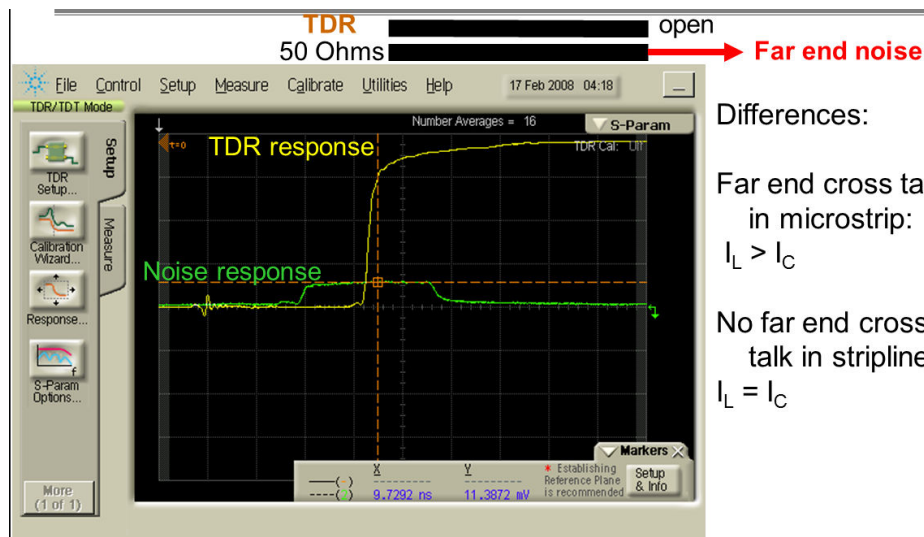 TDR
open
50 Ohms
Far end noise
File Control Setup Measure Calibrate Utilities Help 17 Feb 2008 04:18
TDR/TDT Mode
Number Averages = 16
S-Param
TDR response
TDR Cal:
Setup
Measure
TDR
Setup...
Calibration
Wizard...
Response...
S-Param
Options...
More
(1 of 1)
Noise response
Markers
X Y
9.7292 ns 11.3872 mV
* Establishing
Reference Plane
is recommended
Setup
& Info
Differences:
Far end cross ta
in microstrip:
IL > IC
No far end cross
talk in stripline
IL = IC